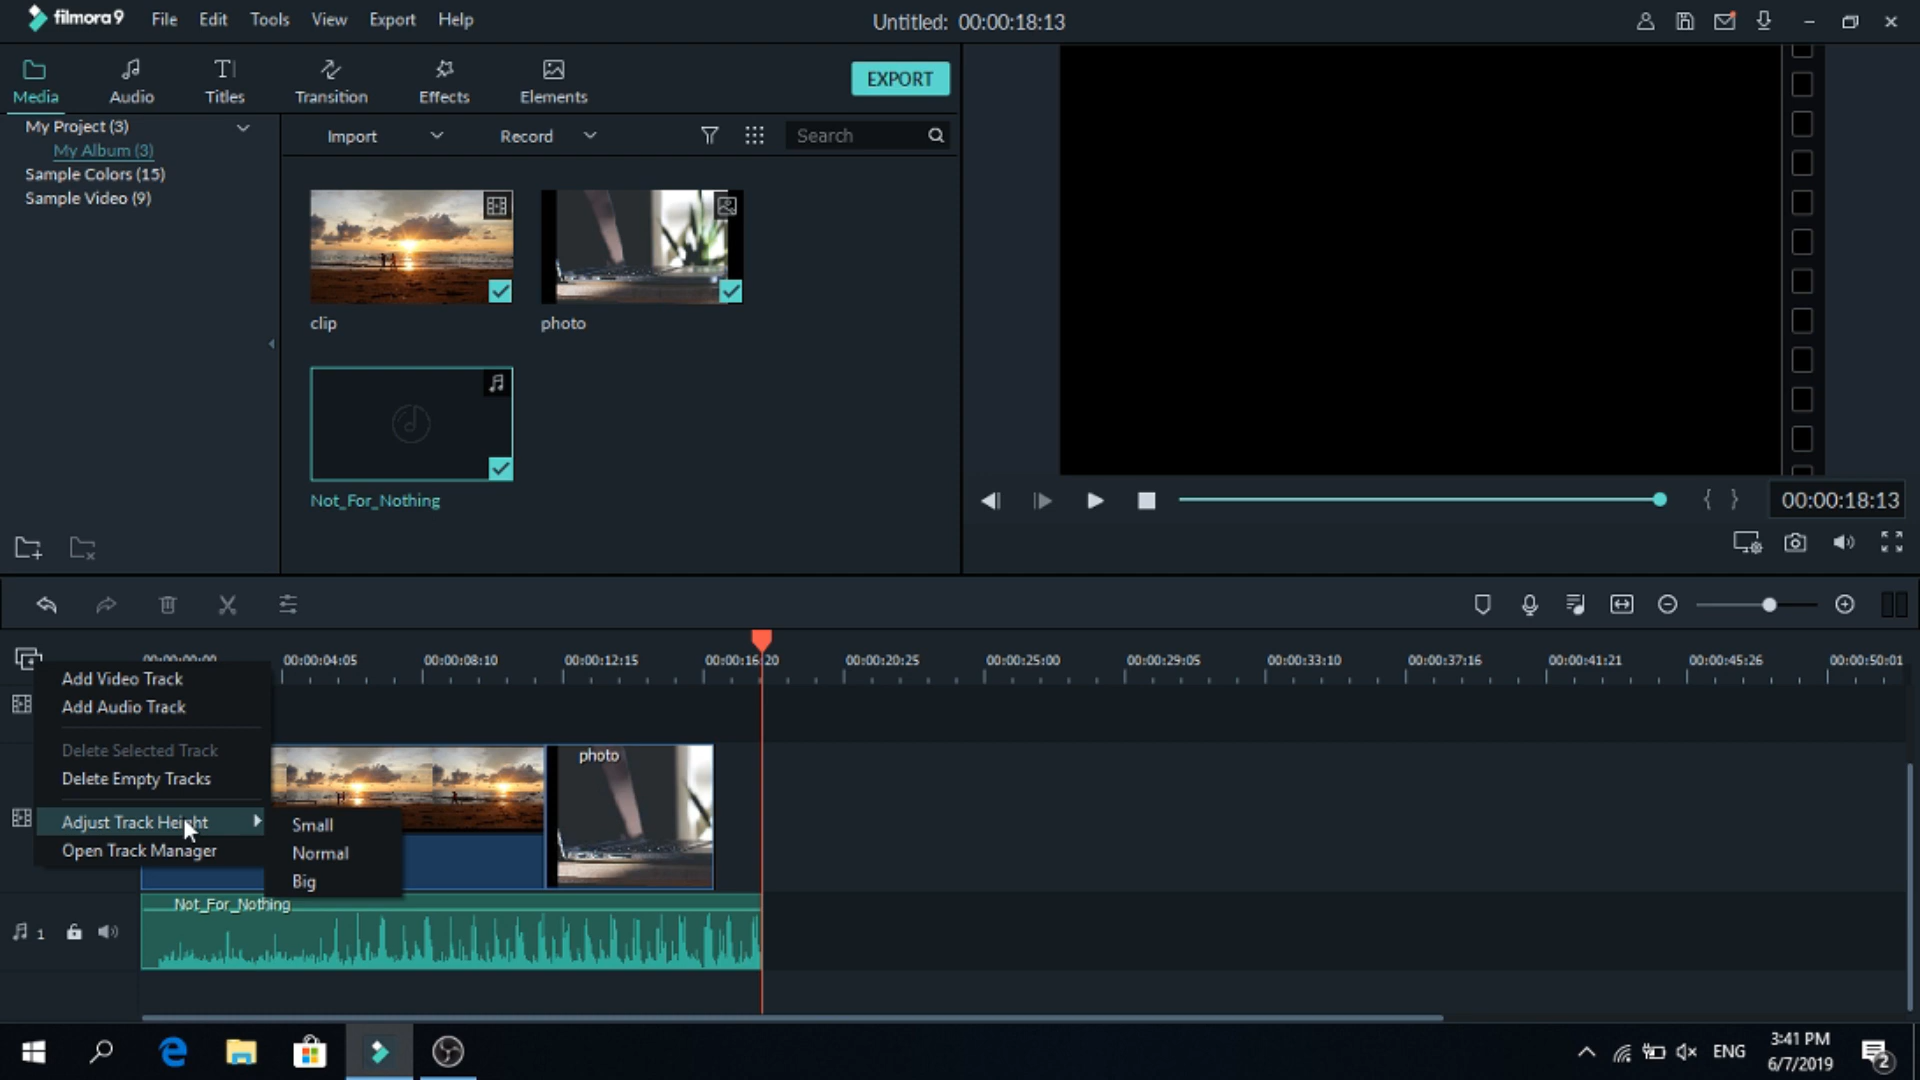 filmora9 File Edit Tools View Export Help Untitled: 00:00:18:13
Media Audio Titles Transition Effects Elements EXPORT
My Project (3)
My Album (3)
Sample Colors (15)
Sample Video (9)
Import Record Search
clip photo
Not_For_Nothing
00:00:18:13
00:00:00:00 00:00:04:05 00:00:08:10 00:00:12:15 00:00:16:20 00:00:20:25 00:00:25:00 00:00:29:05 00:00:33:10 00:00:37:16 00:00:41:21 00:00:45:26 00:00:50:01
Add Video Track
Add Audio Track
Delete Selected Track
Delete Empty Tracks
Adjust Track Height
Open Track Manager
Small
Normal
Big
photo
Not_For_Nothing
1
ENG
3:41 PM
6/7/2019
2